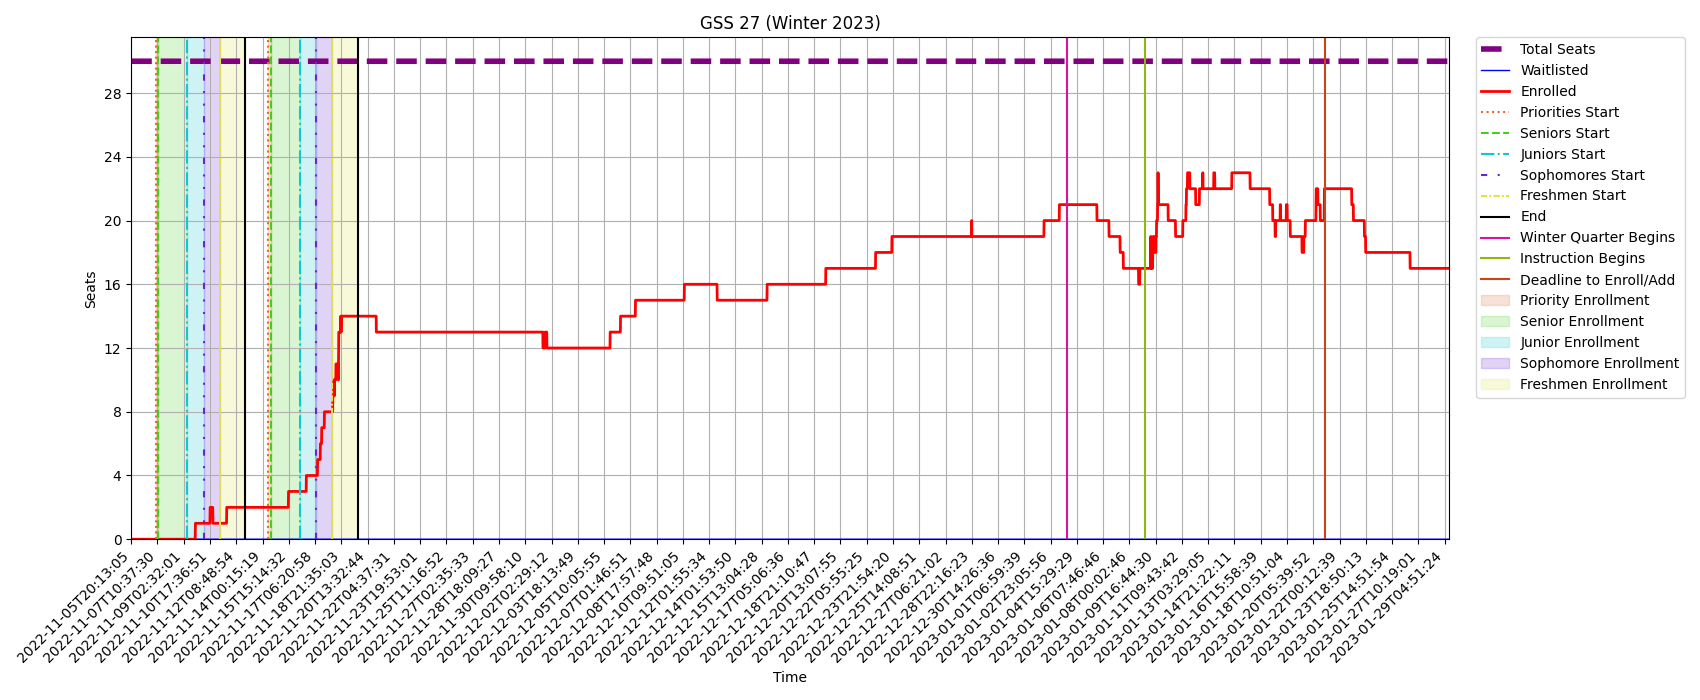 GSS 27 (Winter 2023)
Total Seats
Waitlisted
Enrolled
Priorities Start
Seniors Start
Juniors Start
Sophomores Start
Freshmen Start
End
Winter Quarter Begins
Instruction Begins
Deadline to Enroll/Add
Priority Enrollment
Senior Enrollment
Junior Enrollment
Sophomore Enrollment
Freshmen Enrollment
Seats
28
24
20
16
12
8
4
0
2022-11-05T20:13:05
2022-11-07T10:37:30
2022-11-09T02:32:01
2022-11-10T17:36:51
2022-11-12T08:48:54
2022-11-14T00:15:19
2022-11-15T15:14:32
2022-11-17T06:20:58
2022-11-18T21:35:03
2022-11-20T13:32:44
2022-11-22T04:37:31
2022-11-23T19:53:01
2022-11-25T11:16:52
2022-11-27T02:35:33
2022-11-28T18:09:27
2022-11-30T09:58:10
2022-12-02T02:29:12
2022-12-03T18:13:49
2022-12-05T10:05:55
2022-12-07T01:46:51
2022-12-08T17:57:48
2022-12-10T09:51:05
2022-12-12T01:55:34
2022-12-14T01:53:50
2022-12-15T13:04:28
2022-12-17T05:06:36
2022-12-18T21:10:47
2022-12-20T13:07:55
2022-12-22T05:55:25
2022-12-23T21:54:20
2022-12-25T14:08:51
2022-12-27T06:21:02
2022-12-28T22:16:23
2022-12-30T14:26:36
2023-01-01T06:59:39
2023-01-02T23:05:56
2023-01-04T15:29:29
2023-01-06T07:46:46
2023-01-08T00:02:46
2023-01-09T16:44:30
2023-01-11T09:43:42
2023-01-13T03:29:05
2023-01-14T21:22:11
2023-01-16T15:58:39
2023-01-18T10:51:04
2023-01-20T05:39:52
2023-01-22T00:12:39
2023-01-23T18:50:13
2023-01-25T14:51:54
2023-01-27T10:19:01
2023-01-29T04:51:24
Time